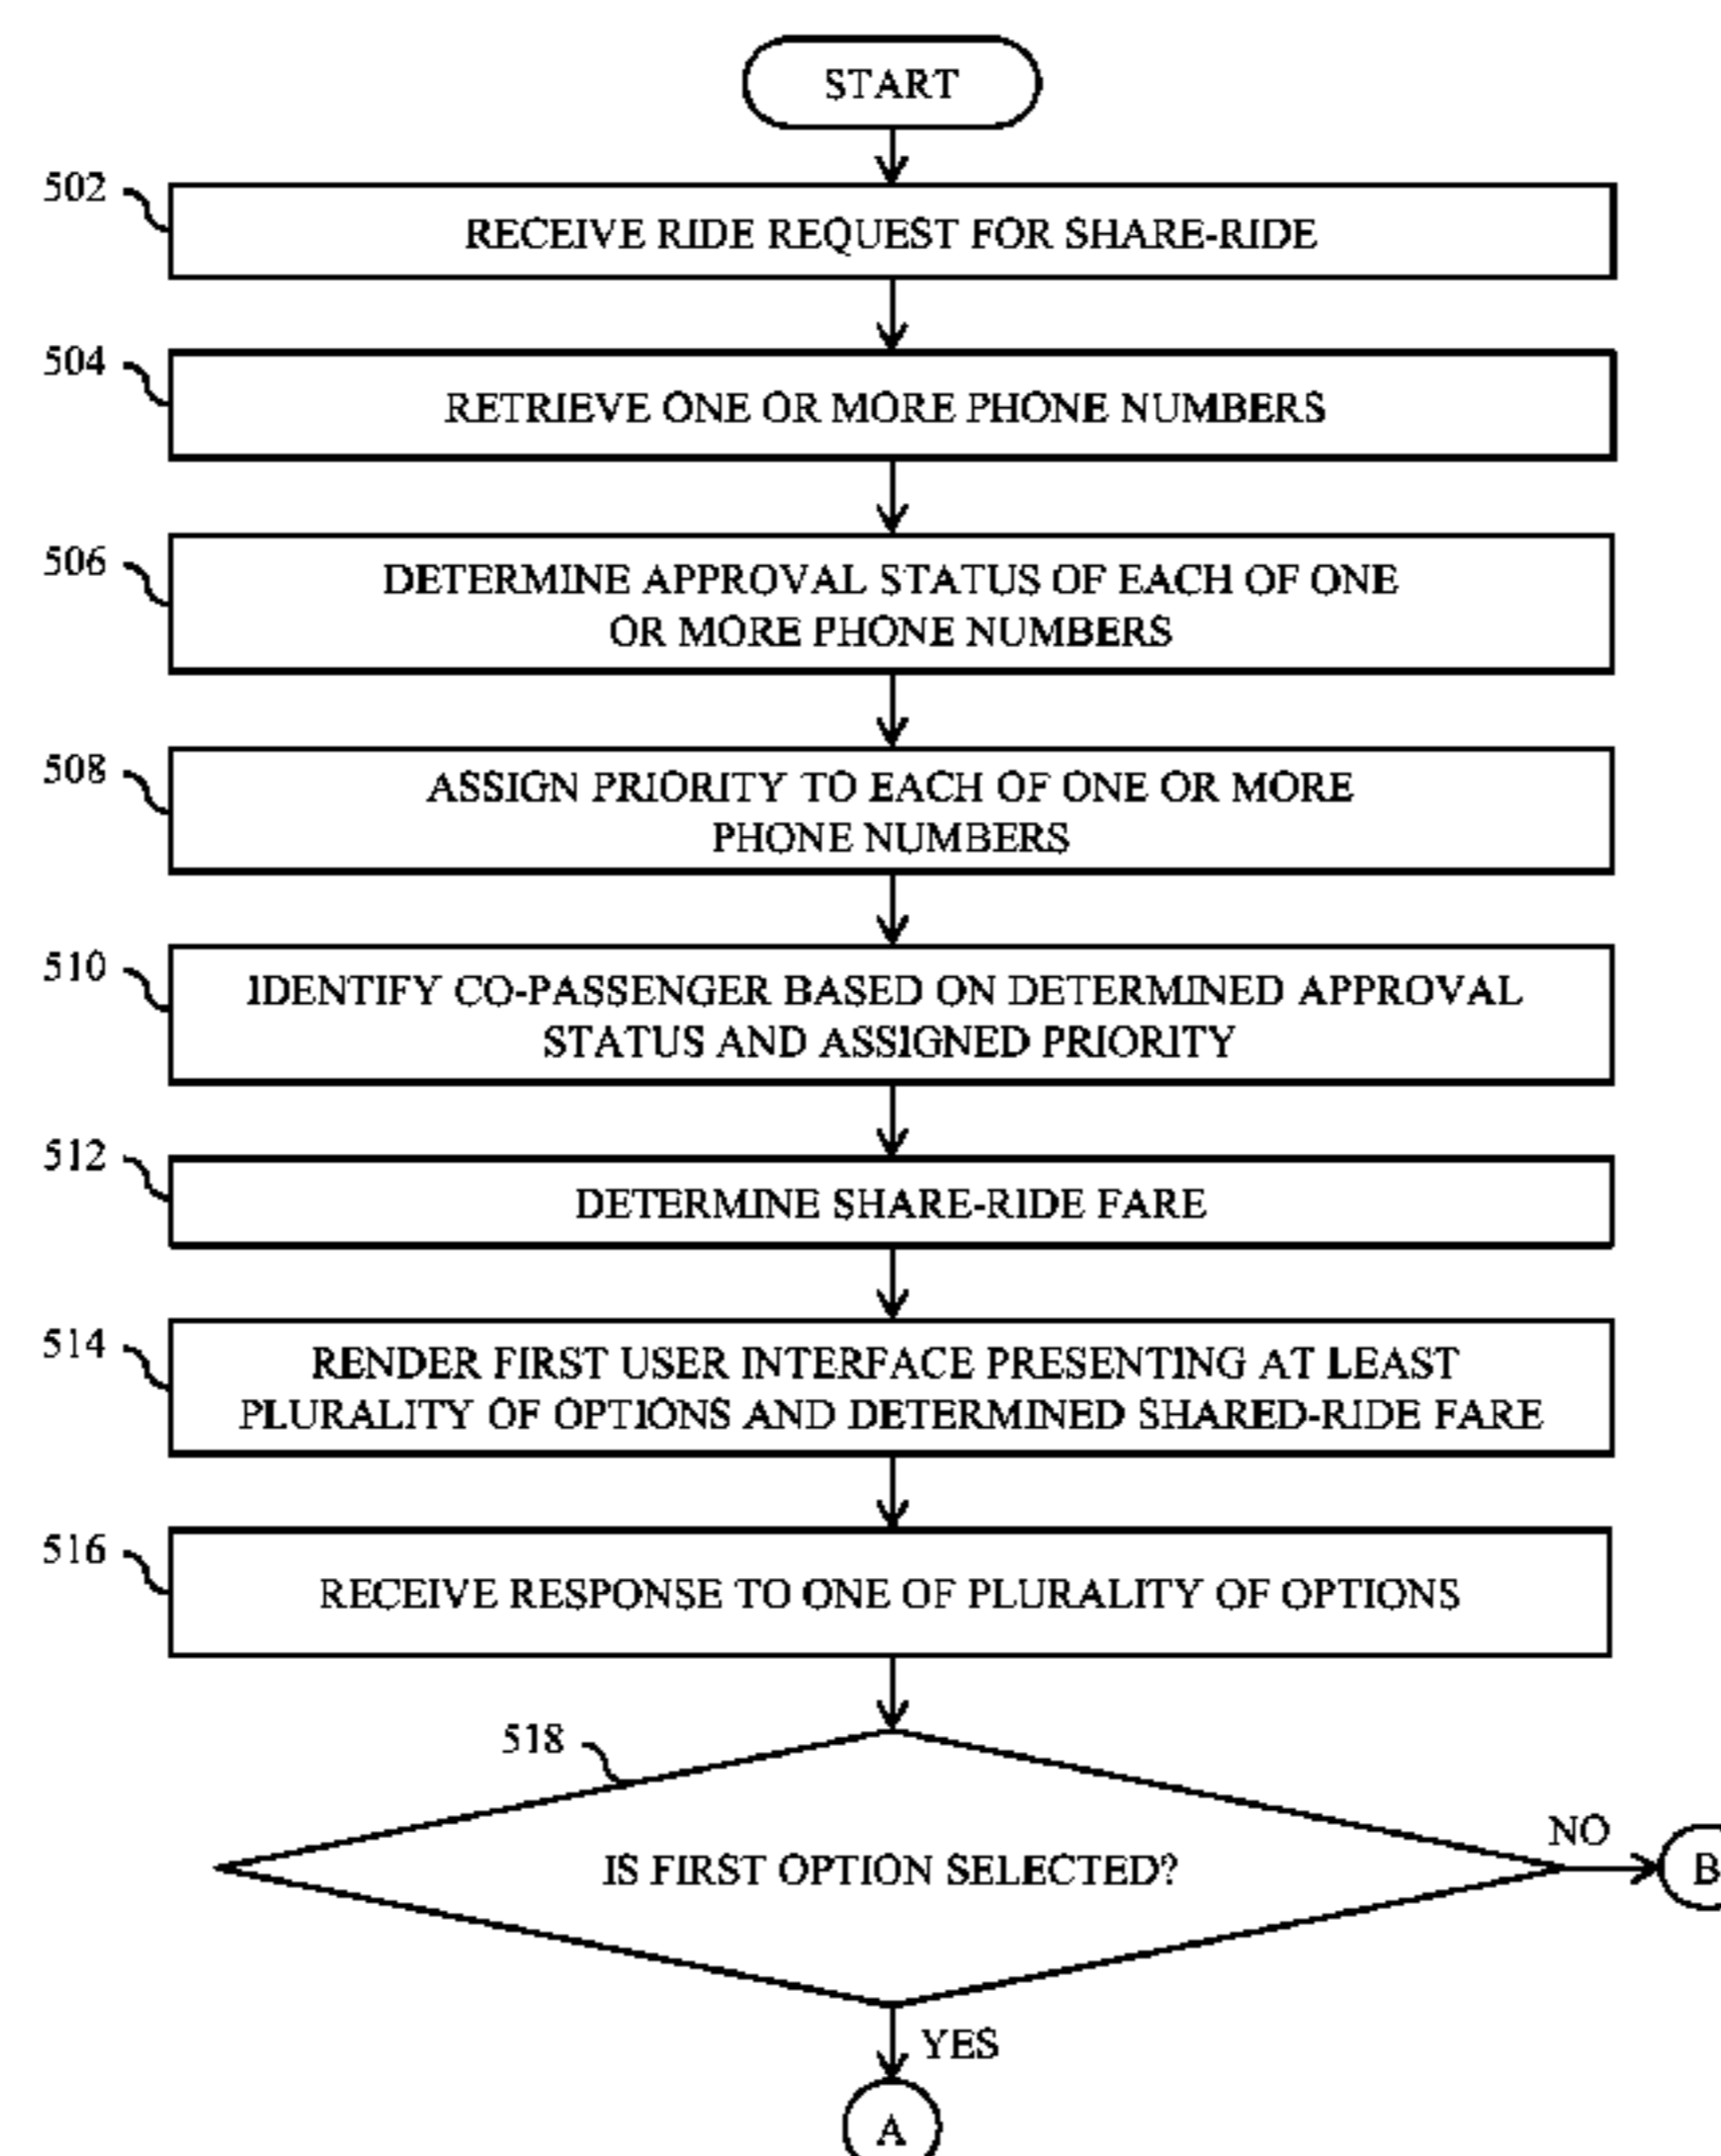 START
502
RECEIVE RIDE REQUEST FOR SHARE-RIDE
504
RETRIEVE ONE OR MORE PHONE NUMBERS
506
DETERMINE APPROVAL STATUS OF EACH OF ONE
OR MORE PHONE NUMBERS
508
ASSIGN PRIORITY TO EACH OF ONE OR MORE
PHONE NUMBERS
510
IDENTIFY CO-PASSENGER BASED ON DETERMINED APPROVAL
STATUS AND ASSIGNED PRIORITY
512
DETERMINE SHARE-RIDE FARE
514
RENDER FIRST USER INTERFACE PRESENTING AT LEAST
PLURALITY OF OPTIONS AND DETERMINED SHARED-RIDE FARE
516
RECEIVE RESPONSE TO ONE OF PLURALITY OF OPTIONS
518
IS FIRST OPTION SELECTED?
NO
B
YES
A